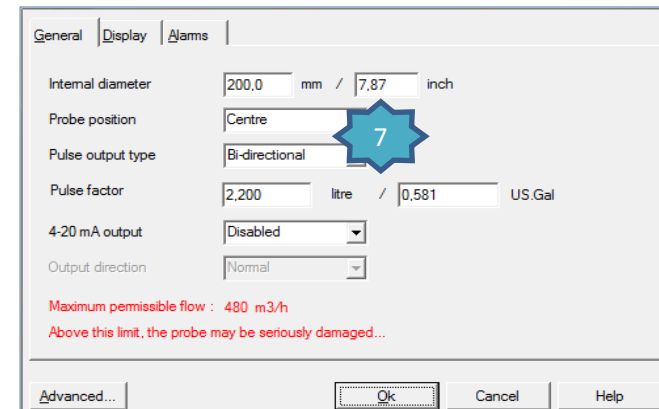 General Display Alarms
Internal diameter 200,0 mm / 7,87 inch
Probe position Centre
7
Pulse output type Bi-directional
Pulse factor 2,200 litre / 0,581 US.Gal
4-20 mA output Disabled
Output direction Normal
Maximum permissible flow : 480 m3/h
Above this limit, the probe may be seriously damaged...
Advanced... Ok Cancel Help